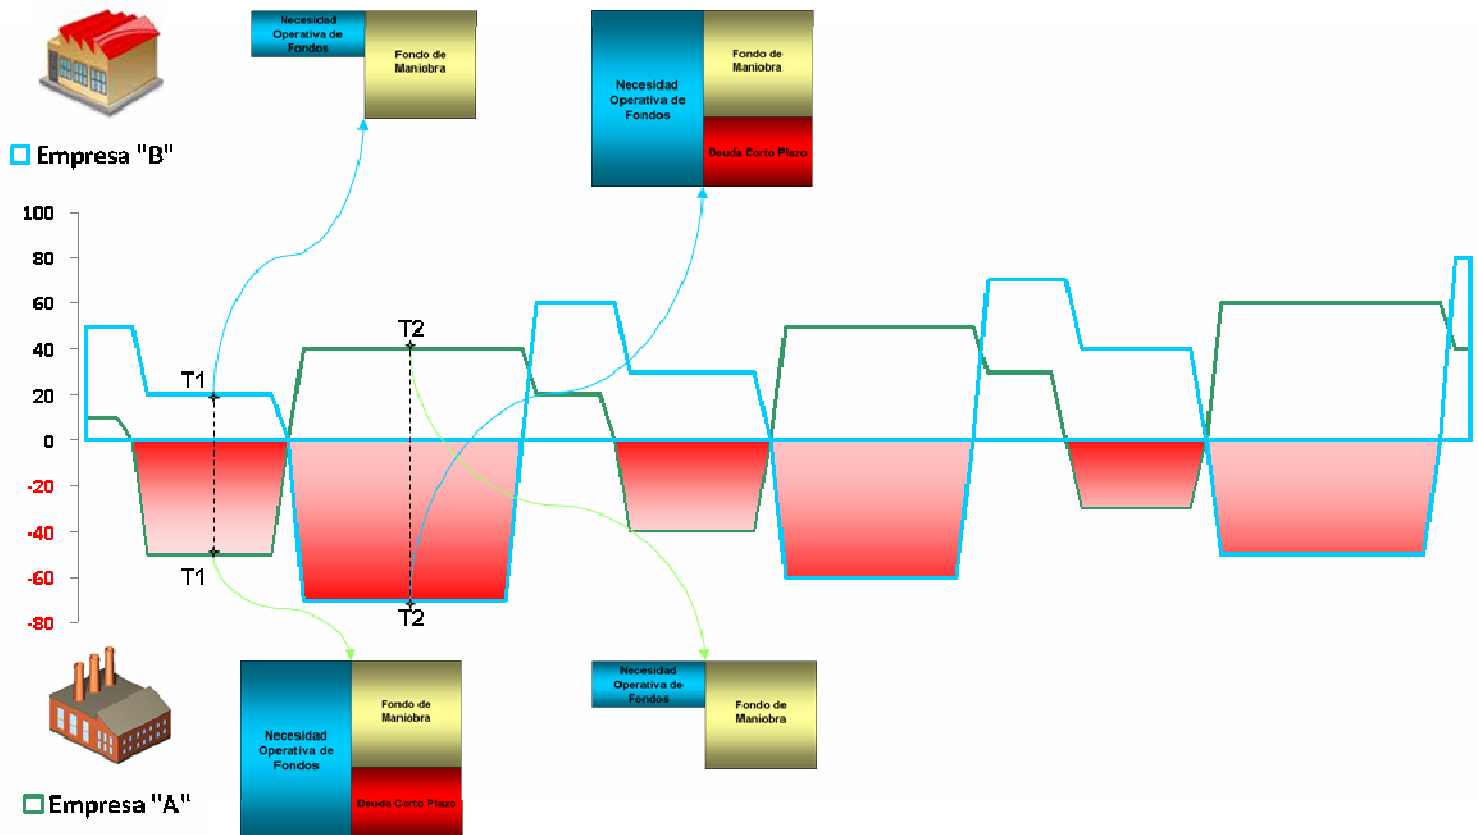 Necesidad
Operativa de
Fondos
Fondo de
Maniobra
Necesidad
Operativa de
Fondos
Fondo de
Maniobra
Deuda Corto Plazo
Empresa "B"
100
80
60
40
20
0
-20
-40
-60
-80
T1
T2
T1
T2
Necesidad
Operativa de
Fondos
Fondo de
Maniobra
Deuda Corto Plazo
Necesidad
Operativa de
Fondos
Fondo de
Maniobra
Empresa "A"